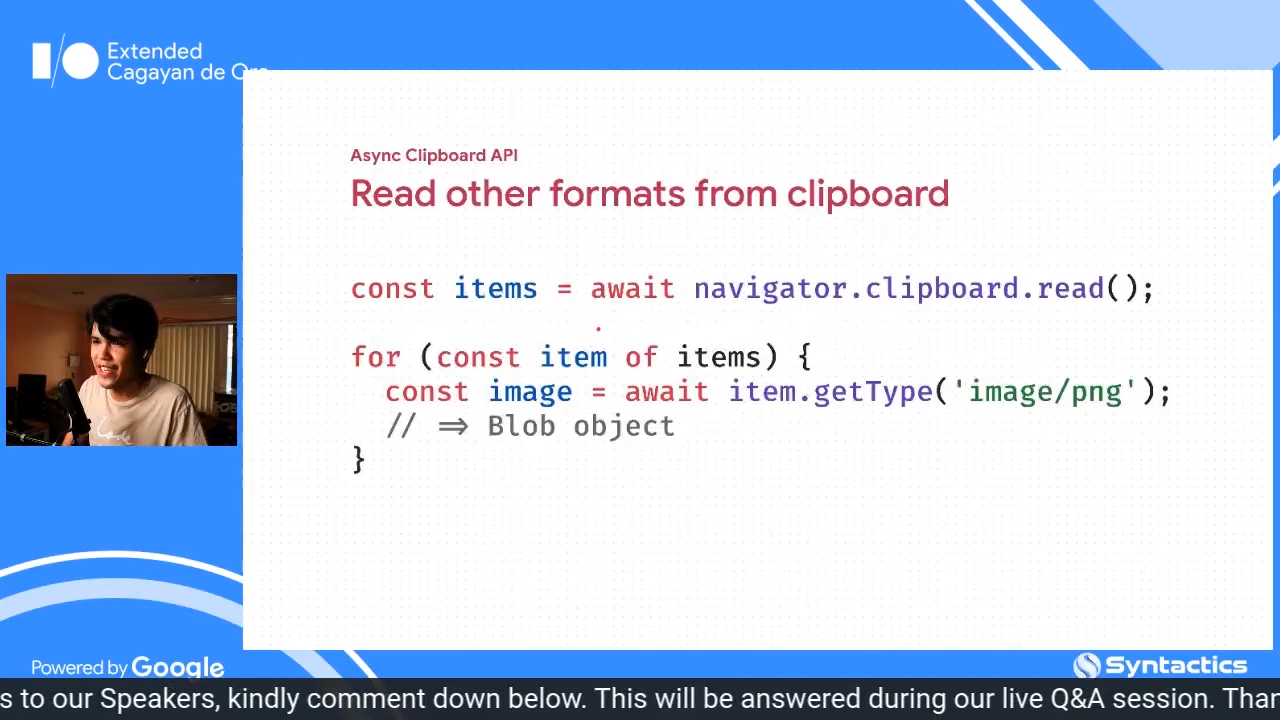 Extended
Cagayan de Oro
Async Clipboard API
Read other formats from clipboard
const items = await navigator.clipboard.read();
for (const item of items) {
const image = await item.getType('image/png');
// ⇒ Blob object
}
Powered by Google
Syntactics
s to our Speakers, kindly comment down below. This will be answered during our live Q&A session. Than